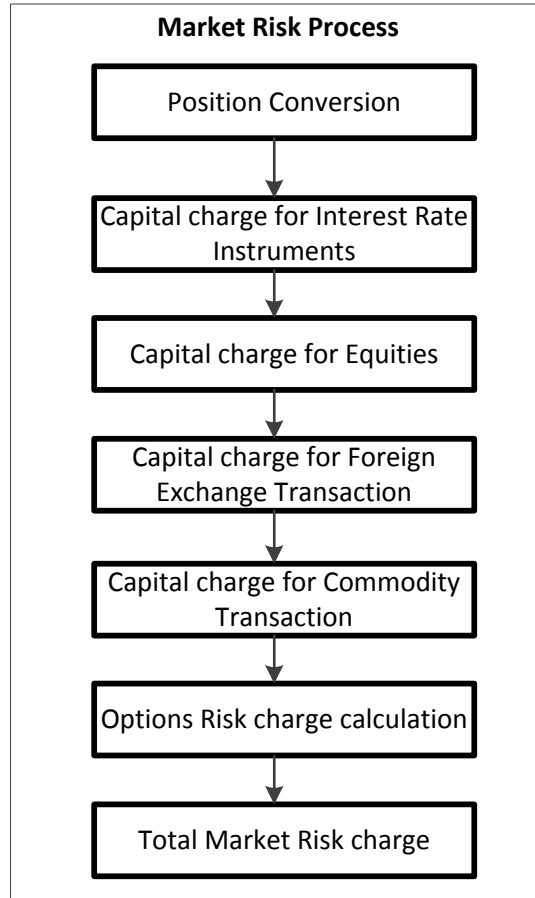 Market Risk Process
Position Conversion
Capital charge for Interest Rate
Instruments
Capital charge for Equities
Capital charge for Foreign
Exchange Transaction
Capital charge for Commodity
Transaction
Options Risk charge calculation
Total Market Risk charge